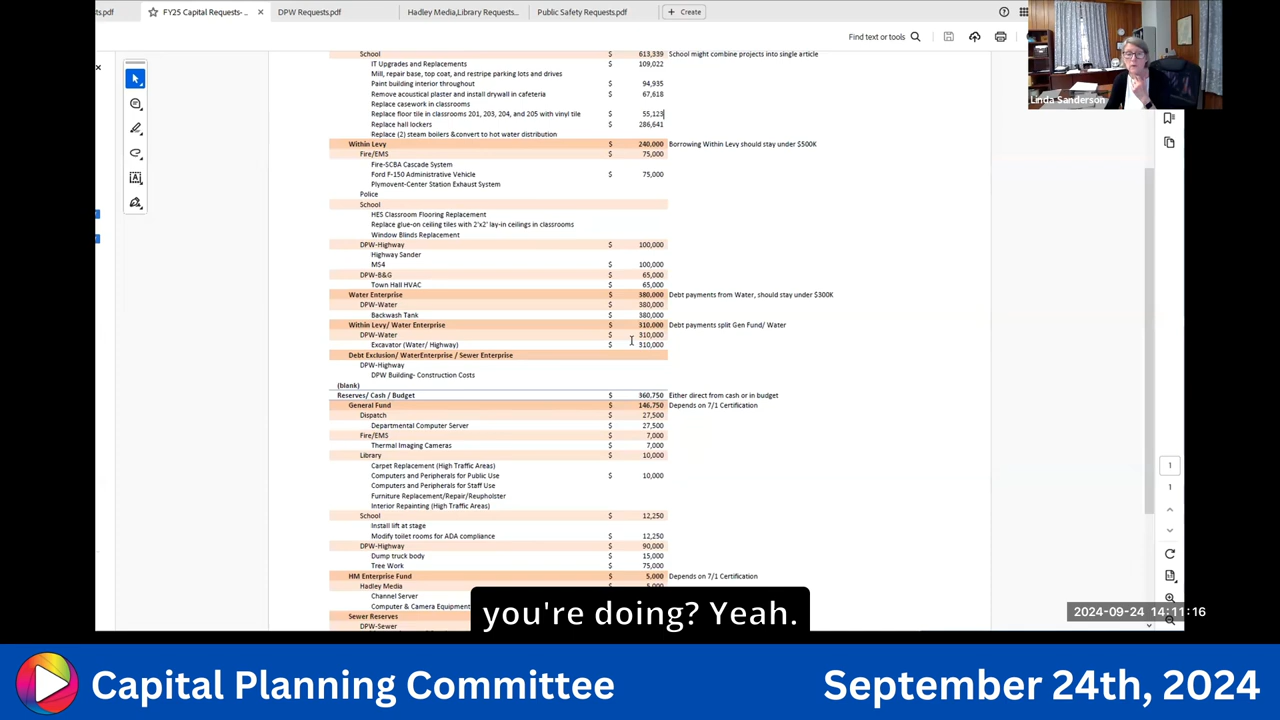 ts.pdf
FY25 Capital Requests-...
DPW Requests.pdf
Hadley Media,Library Requests...
Public Safety Requests.pdf
Create
Find text or tools
Linda Sanderson
School $ 613,339 School might combine projects into single article
IT Upgrades and Replacements $ 109,022
Mill, repair base, top coat, and restripe parking lots and drives
Paint building interior throughout $ 94,935
Remove acoustical plaster and install drywall in cafeteria $ 67,618
Replace casework in classrooms
Replace floor tile in classrooms 201, 203, 204, and 205 with vinyl tile $ 55,123
Replace hall lockers $ 286,641
Replace (2) steam boilers &convert to hot water distribution
Within Levy $ 240,000 Borrowing Within Levy should stay under $500K
Fire/EMS $ 75,000
Fire-SCBA Cascade System
Ford F-150 Administrative Vehicle $ 75,000
Plymovent-Center Station Exhaust System
Police
School
HES Classroom Flooring Replacement
Replace glue-on ceiling tiles with 2'x2' lay-in ceilings in classrooms
Window Blinds Replacement
DPW-Highway $ 100,000
Highway Sander
MS4 $ 100,000
DPW-B&G $ 65,000
Town Hall HVAC $ 65,000
Water Enterprise $ 380,000 Debt payments from Water, should stay under $300K
DPW-Water $ 380,000
Backwash Tank $ 380,000
Within Levy/ Water Enterprise $ 310,000 Debt payments split Gen Fund/ Water
DPW-Water $ 310,000
Excavator (Water/ Highway) $ 310,000
Debt Exclusion/ WaterEnterprise / Sewer Enterprise
DPW-Highway
DPW Building- Construction Costs
(blank)
Reserves/ Cash / Budget $ 360,750 Either direct from cash or in budget
General Fund $ 146,750 Depends on 7/1 Certification
Dispatch $ 27,500
Departmental Computer Server $ 27,500
Fire/EMS $ 7,000
Thermal Imaging Cameras $ 7,000
Library $ 10,000
Carpet Replacement (High Traffic Areas)
Computers and Peripherals for Public Use $ 10,000
Computers and Peripherals for Staff Use
Furniture Replacement/Repair/Reupholster
Interior Repainting (High Traffic Areas)
School $ 12,250
Install lift at stage
Modify toilet rooms for ADA compliance $ 12,250
DPW-Highway $ 90,000
Dump truck body $ 15,000
Tree Work $ 75,000
HM Enterprise Fund $ 5,000 Depends on 7/1 Certification
Hadley Media
Channel Server
Computer & Camera Equipment
Sewer Reserves
DPW-Sewer
1
1
you're doing? Yeah.
2024-09-24 14:11:16
Capital Planning Committee
September 24th, 2024